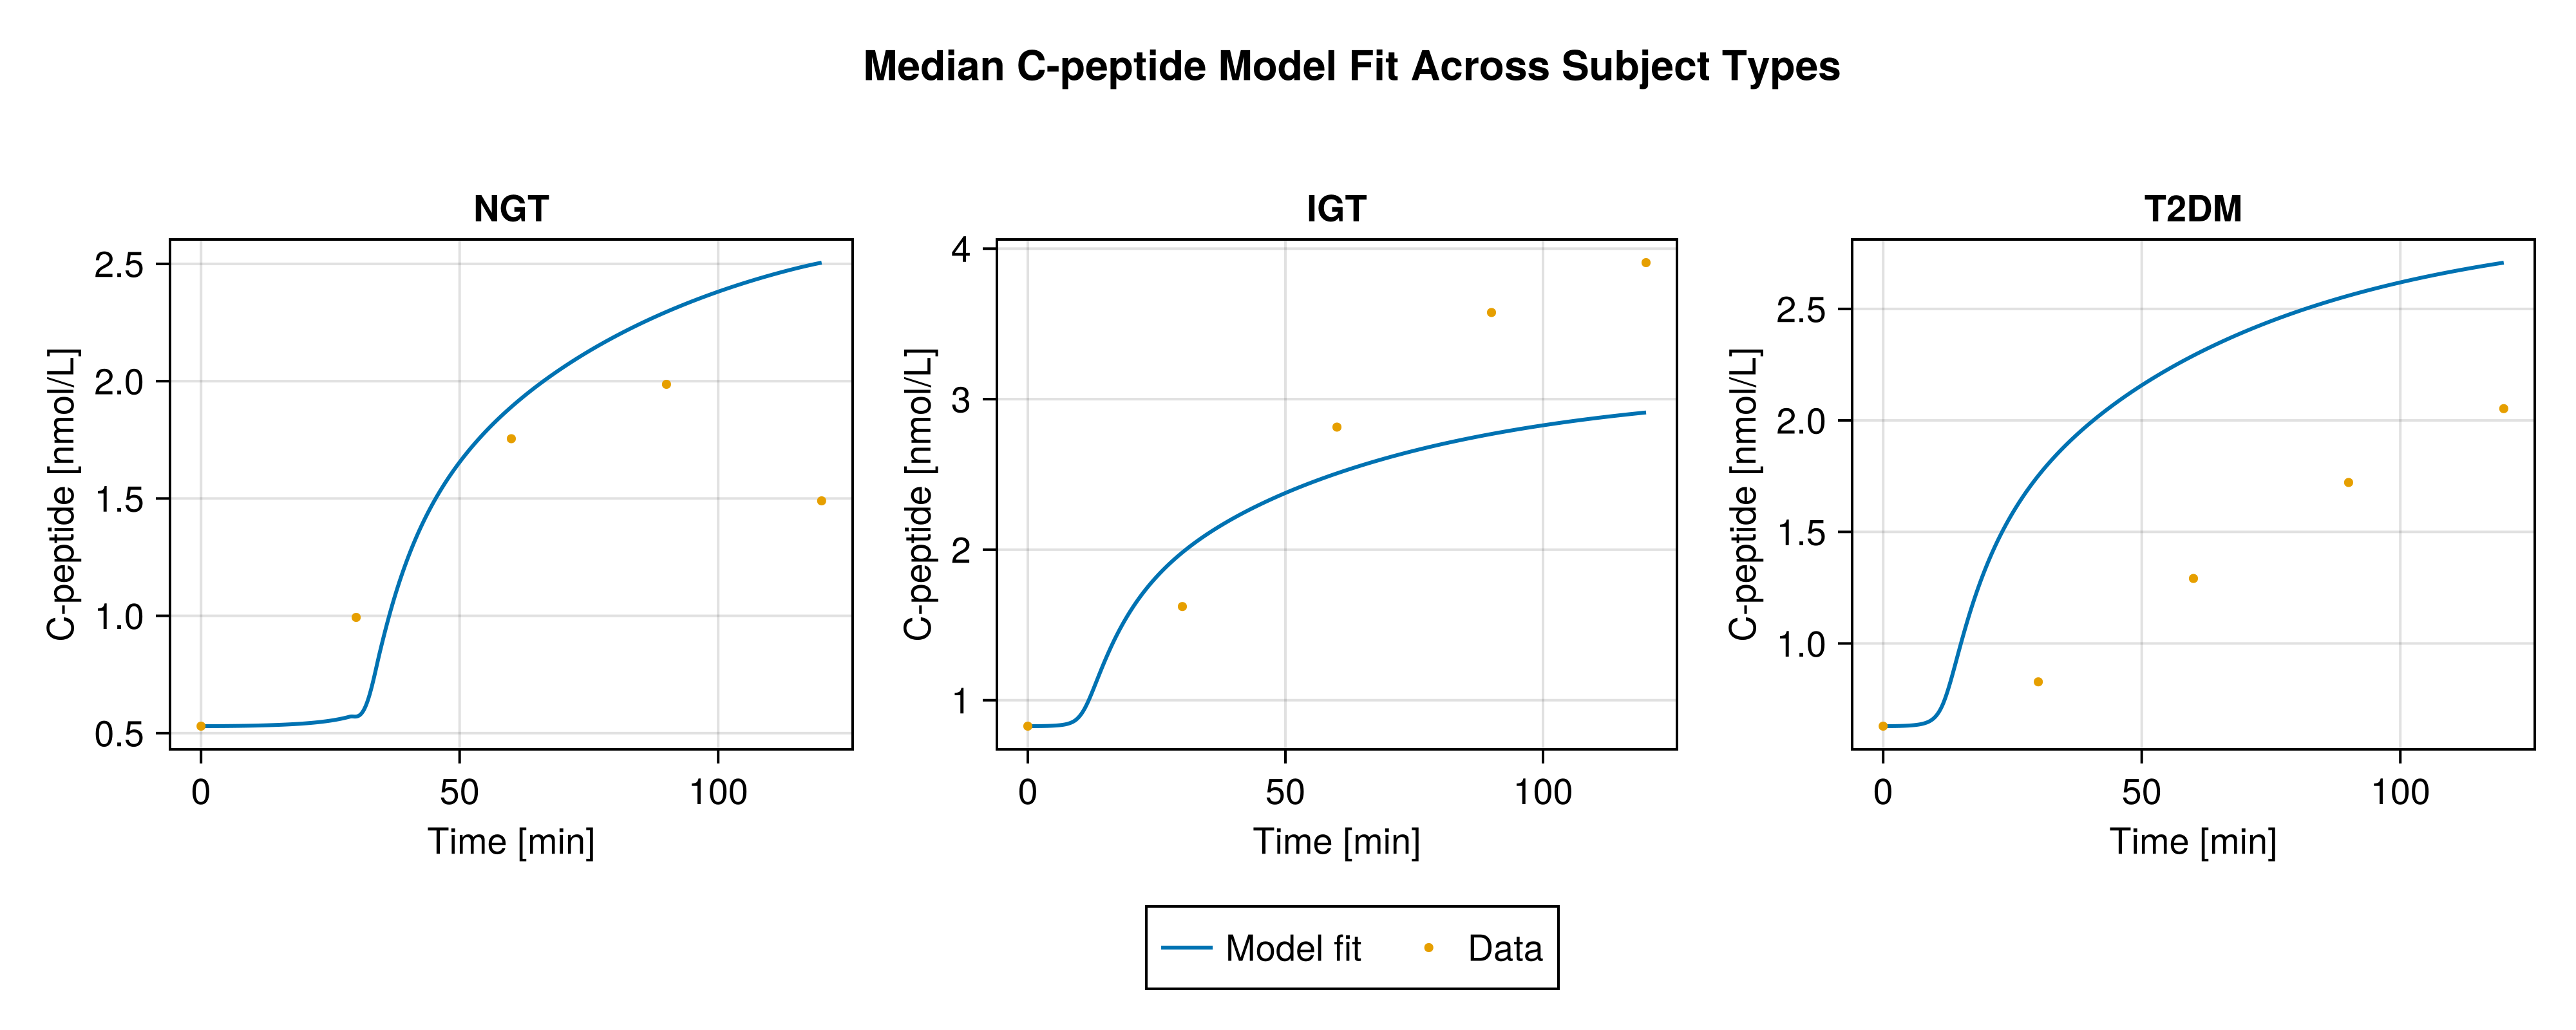 Median C-peptide Model Fit Across Subject Types
NGT
C-peptide [nmol/L]
2.5
2.0
1.5
1.0
0.5
0 50 100
Time [min]
IGT
C-peptide [nmol/L]
4
3
2
1
0 50 100
Time [min]
T2DM
C-peptide [nmol/L]
2.5
2.0
1.5
1.0
0 50 100
Time [min]
Model fit Data